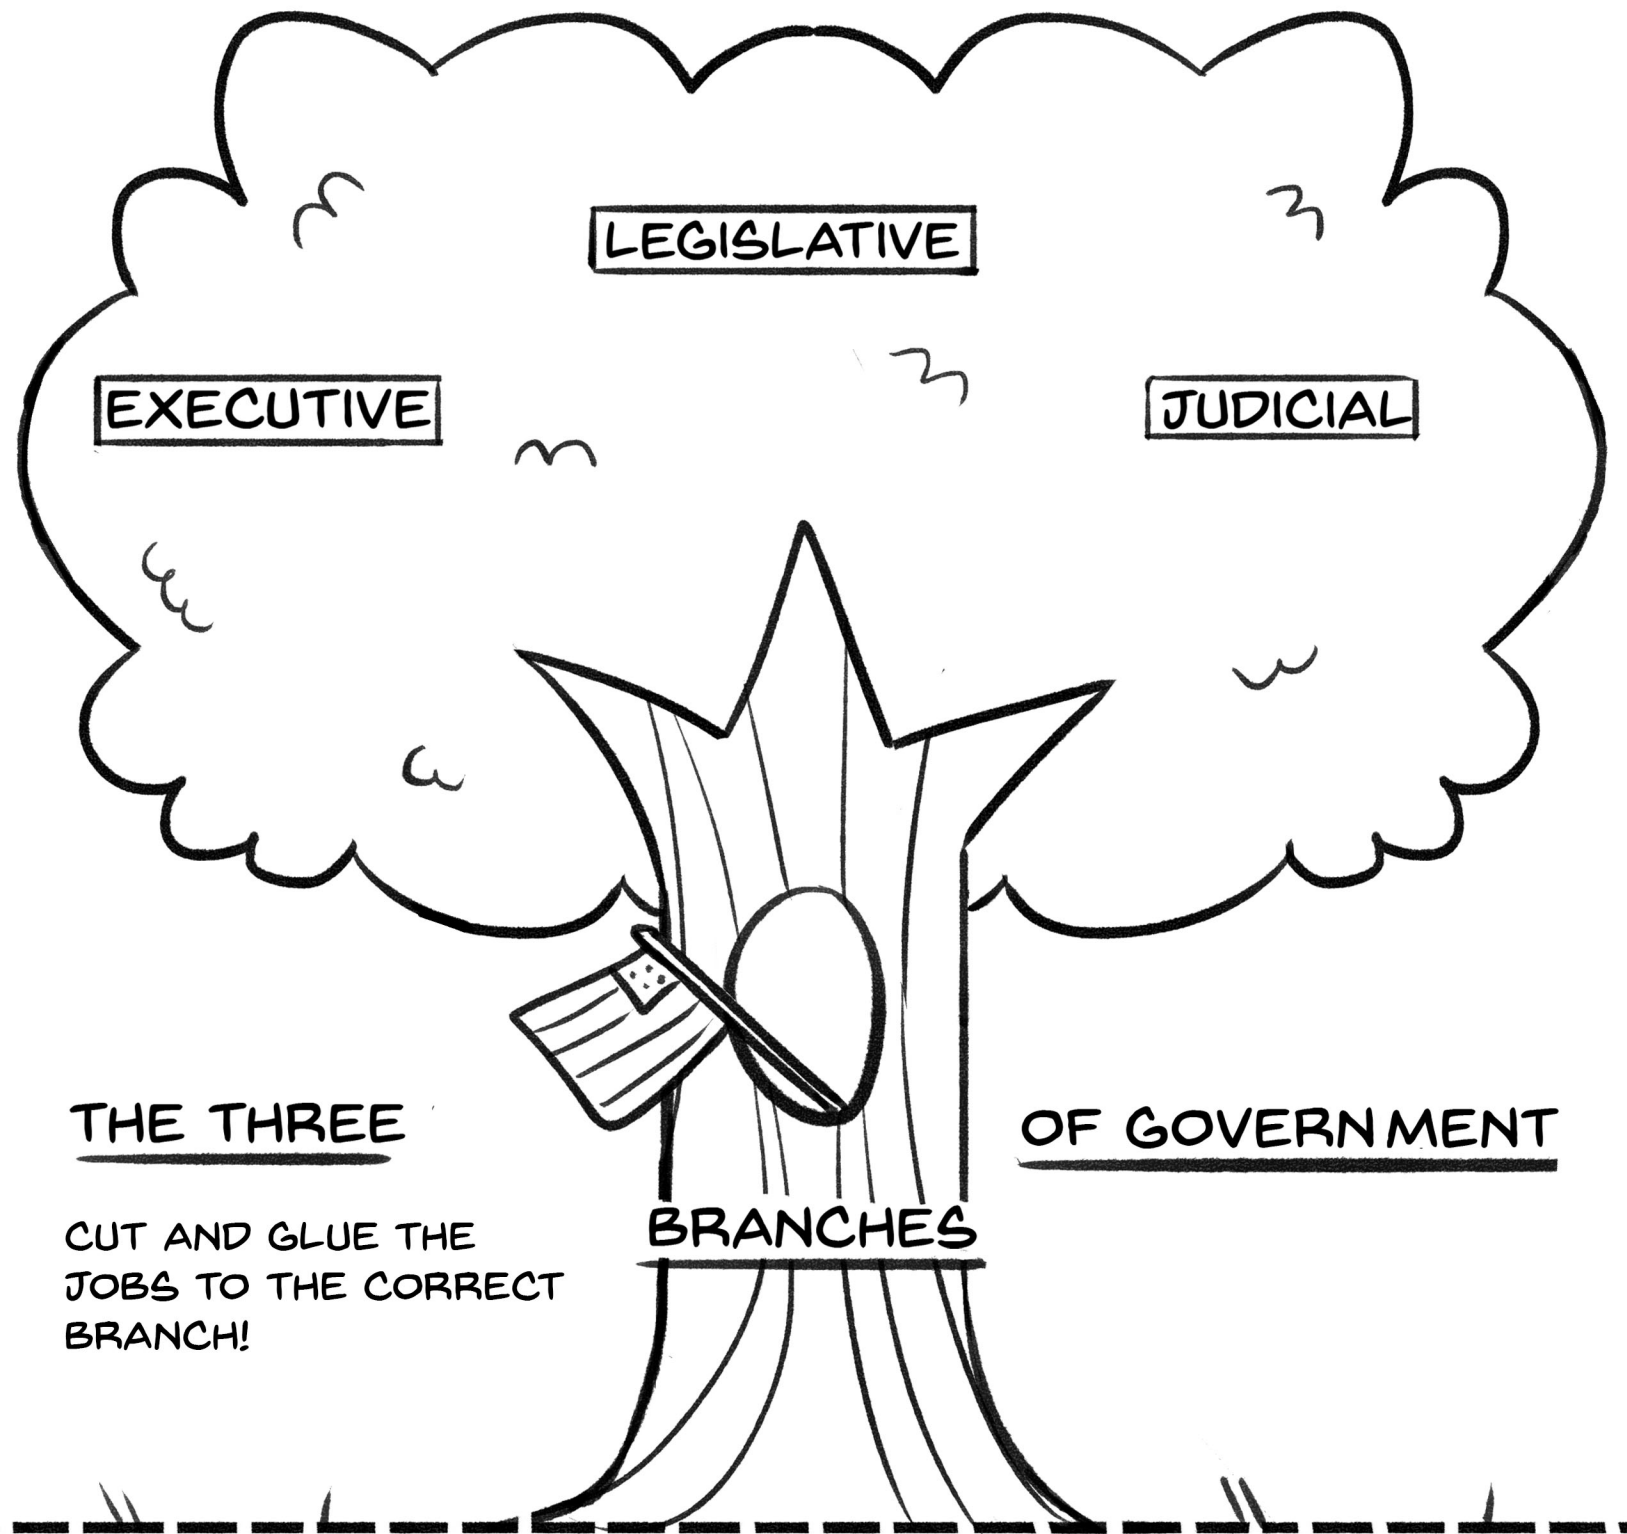 LEGISLATIVE
EXECUTIVE
JUDICIAL
THE THREE
BRANCHES
OF GOVERNMENT
CUT AND GLUE THE
JOBS TO THE CORRECT
BRANCH!